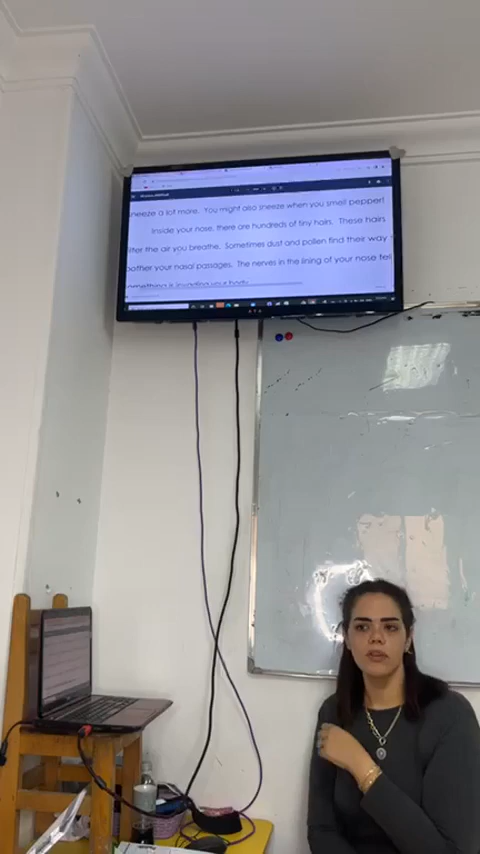 sneeze a lot more. You might also sneeze when you smell pepper!
Inside your nose, there are hundreds of tiny hairs. These hairs
filter the air you breathe. Sometimes dust and pollen find their way
bother your nasal passages. The nerves in the lining of your nose tell
something is invading your body.